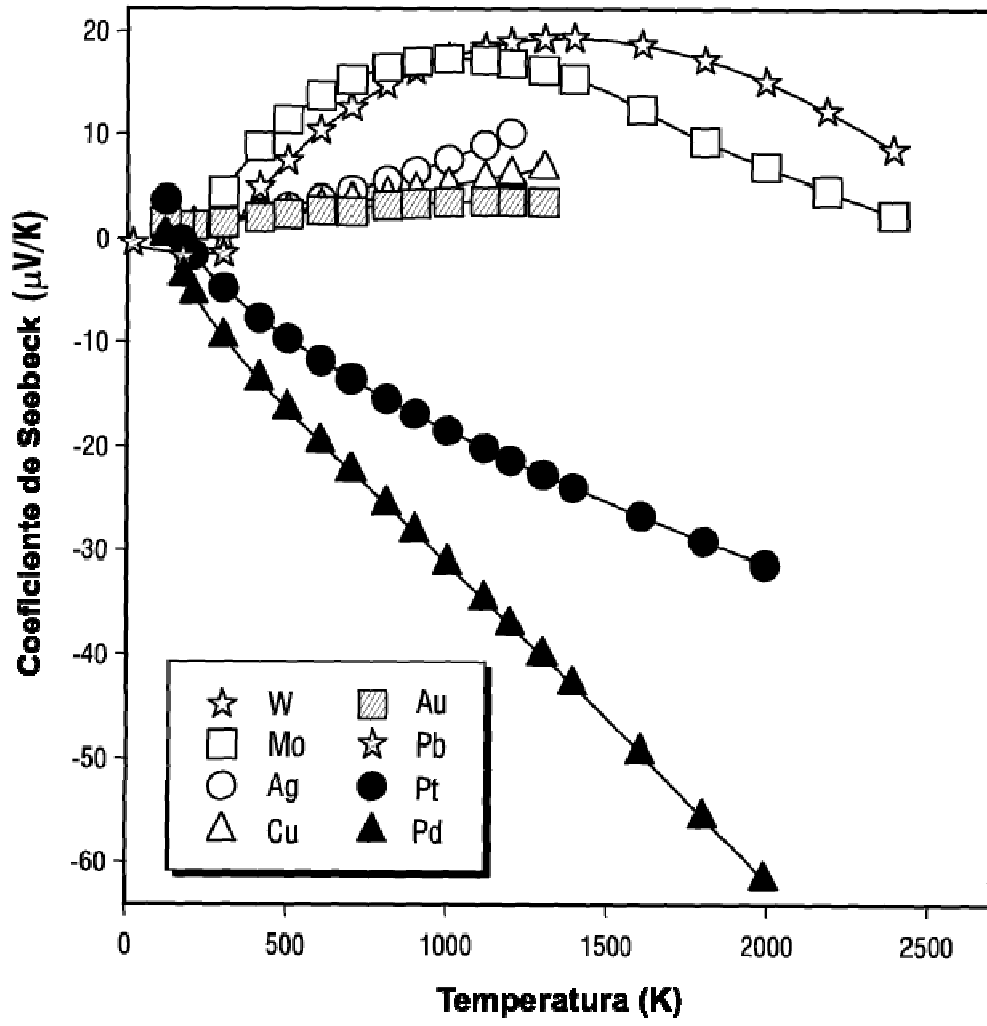 Coeficiente de Seebeck (µV/K)
20
10
0
-10
-20
-30
-40
-50
-60
W
Au
Mo
Pb
Ag
Pt
Cu
Pd
0
500
1000
1500
2000
2500
Temperatura (K)